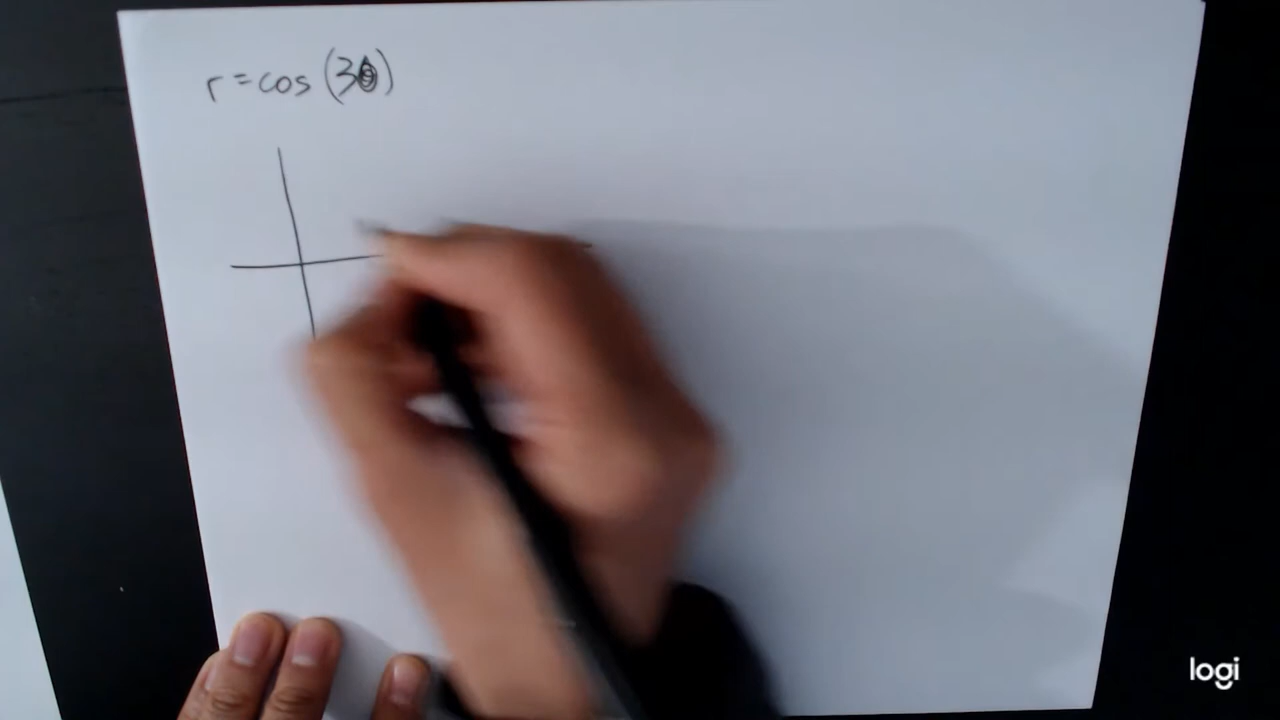 r = cos (3θ)
logi